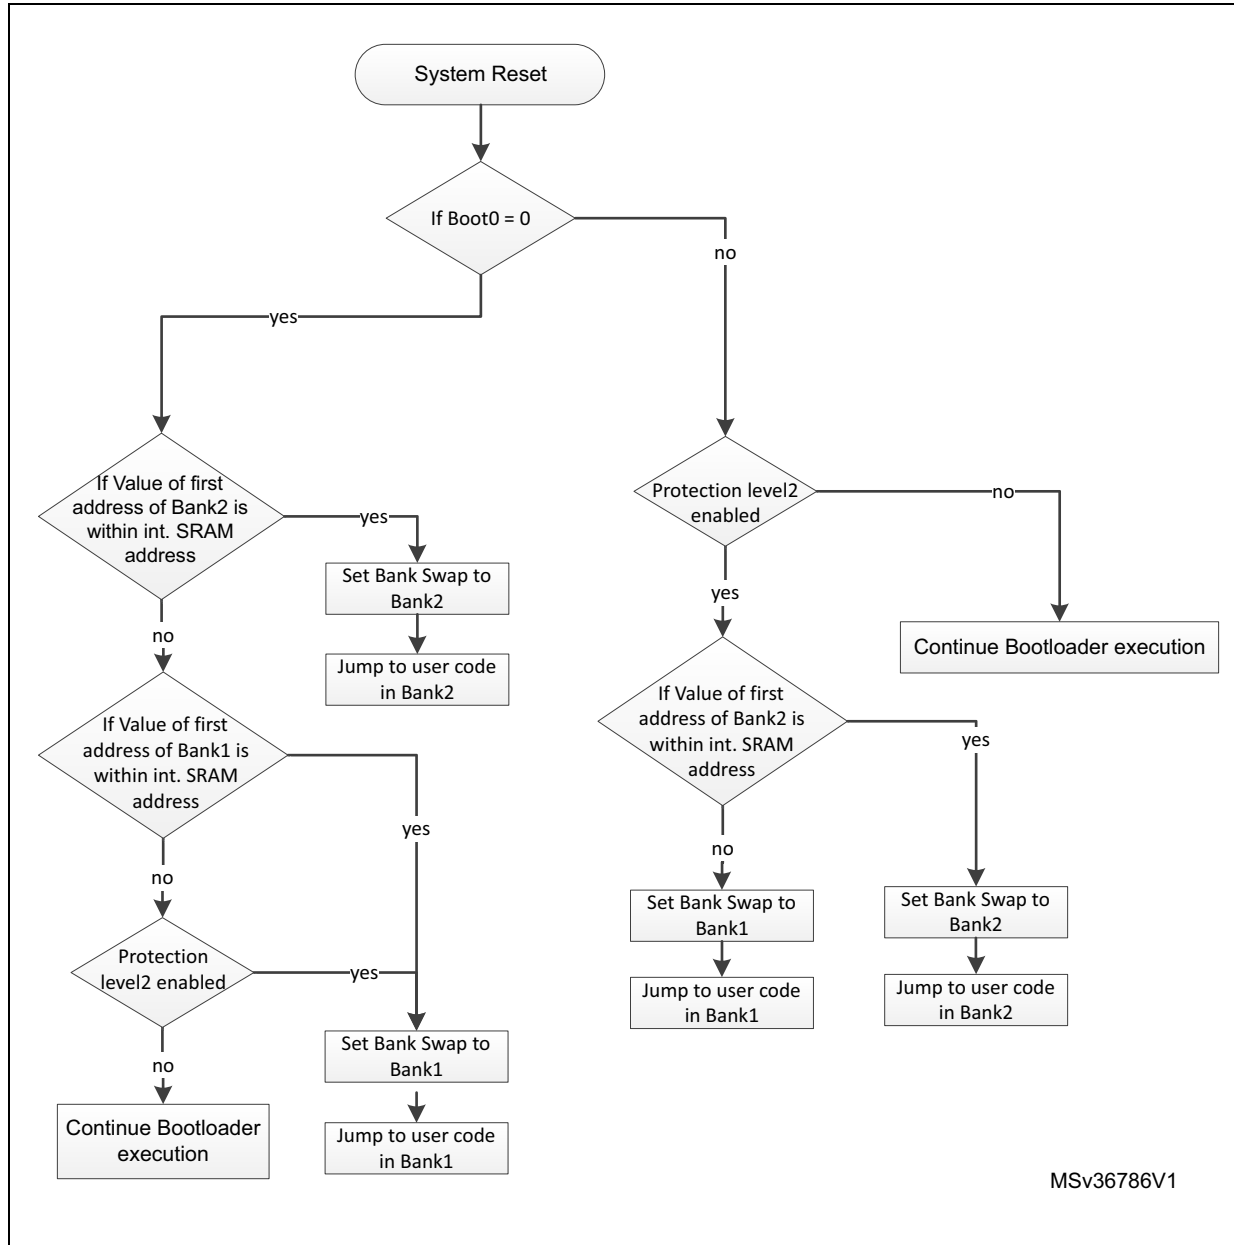 System Reset
If Boot0 = 0
no
yes
If Value of first
address of Bank2 is
within int. SRAM
address
yes
Set Bank Swap to
Bank2
Jump to user code
in Bank2
no
If Value of first
address of Bank1 is
within int. SRAM
address
yes
no
Protection
level2 enabled
yes
Set Bank Swap to
Bank1
Jump to user code
in Bank1
no
Continue Bootloader
execution
Protection level2
enabled
no
Continue Bootloader execution
yes
If Value of first
address of Bank2 is
within int. SRAM
address
yes
no
Set Bank Swap to
Bank1
Jump to user code
in Bank1
Set Bank Swap to
Bank2
Jump to user code
in Bank2
MSv36786V1